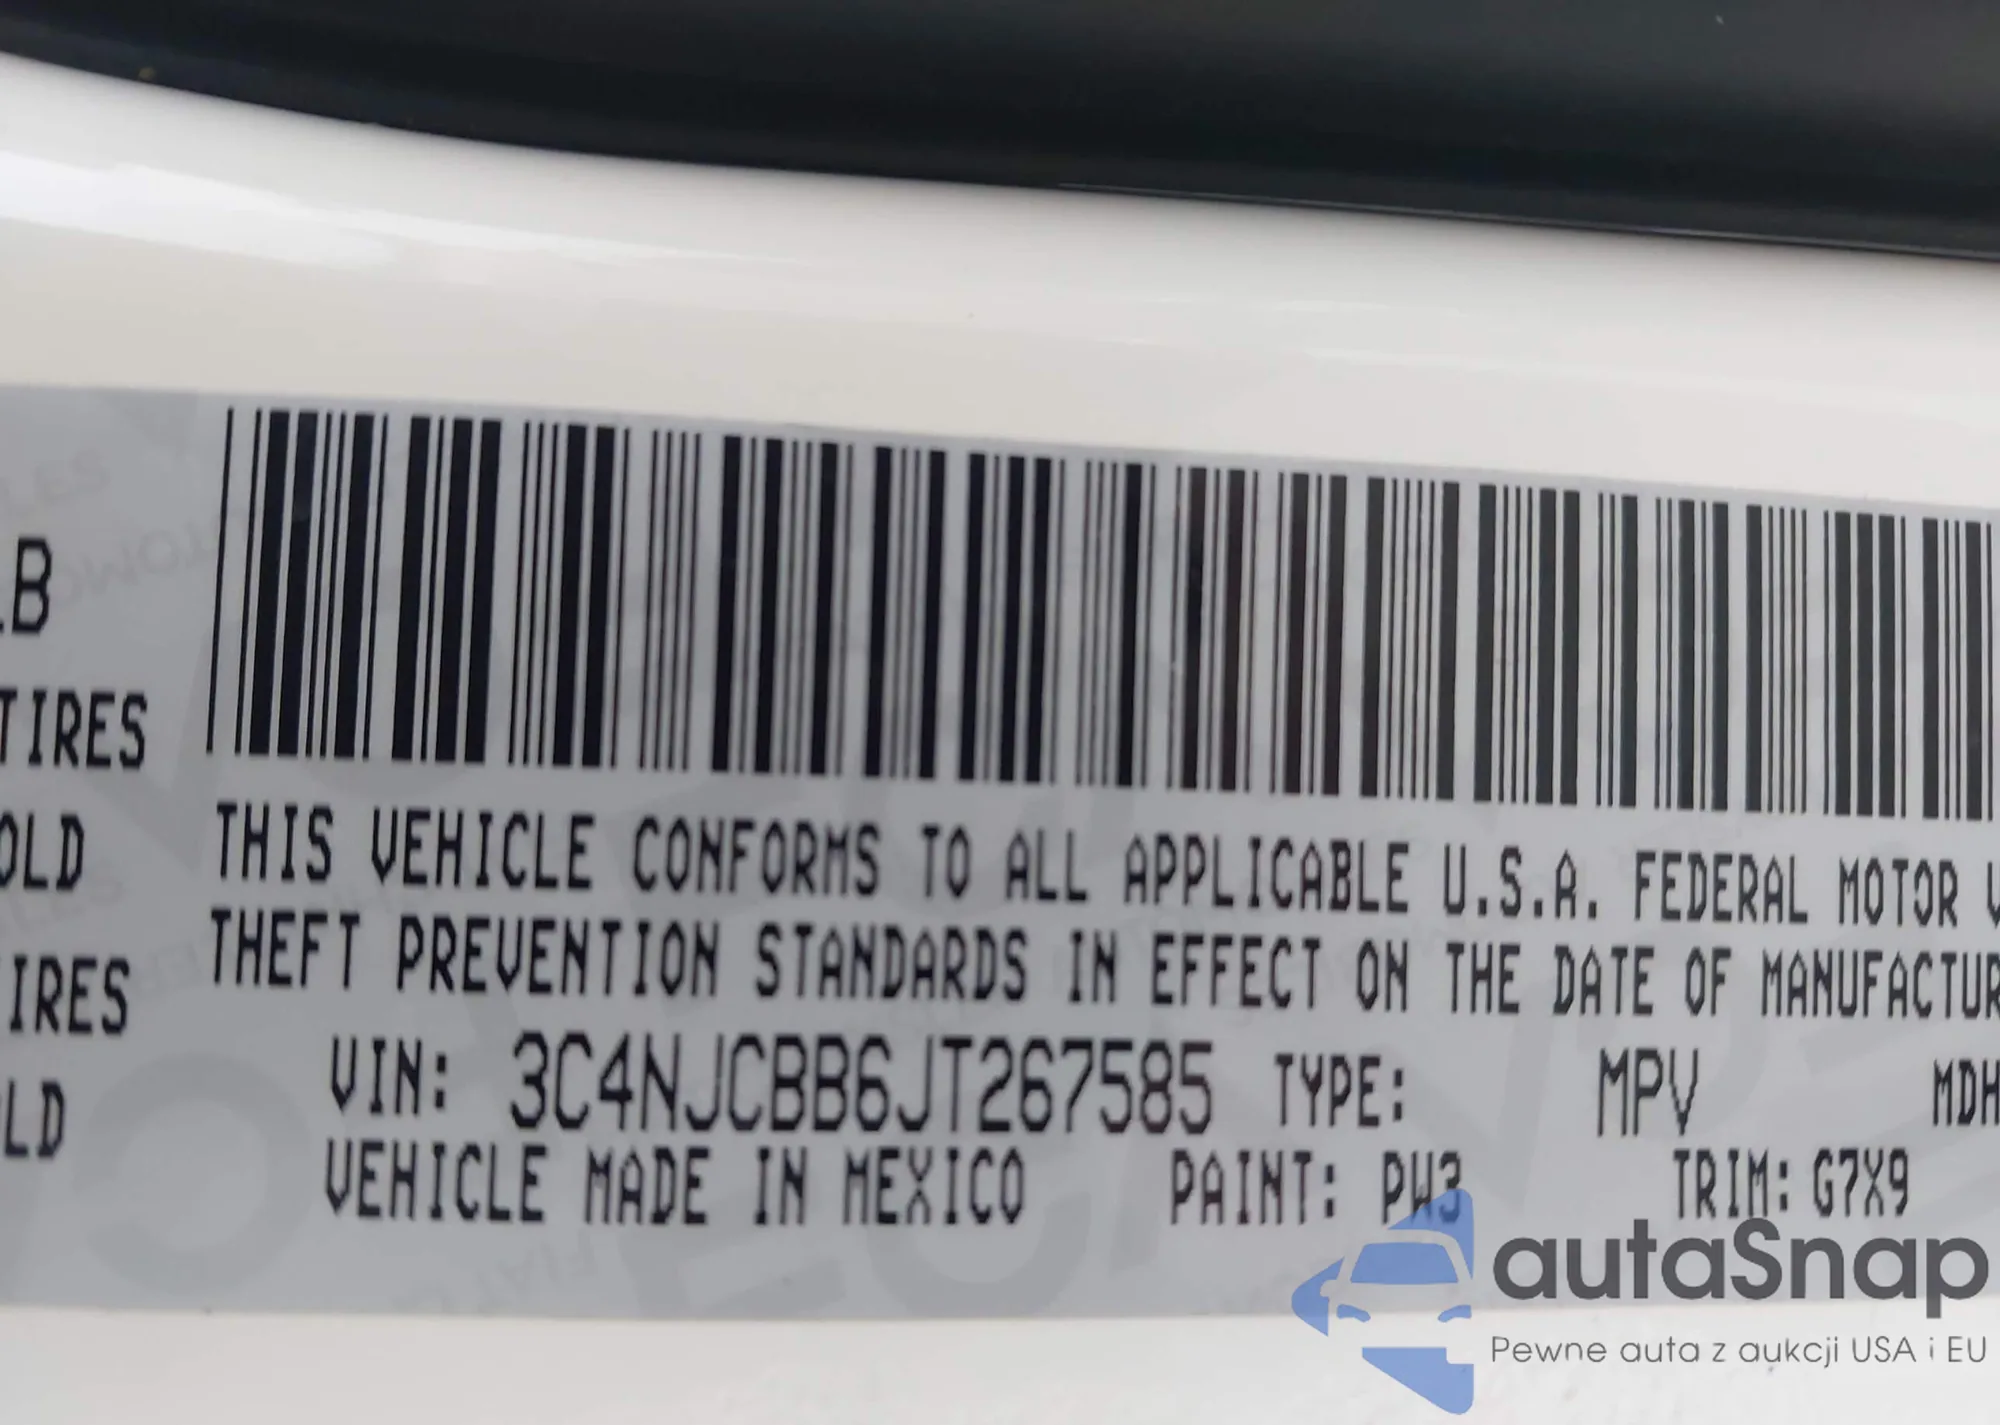 LB
TIRES
OLD
THIS VEHICLE CONFORMS TO ALL APPLICABLE U.S.A. FEDERAL MOTOR V
THEFT PREVENTION STANDARDS IN EFFECT ON THE DATE OF MANUFACTUR
IRES
VIN: 3C4NJCBB6JT267585 TYPE: MPV MDH
LD
VEHICLE MADE IN MEXICO PAINT: PW3 TRIM: G7X9
autaSnap
Pewne auta z aukcji USA i EU